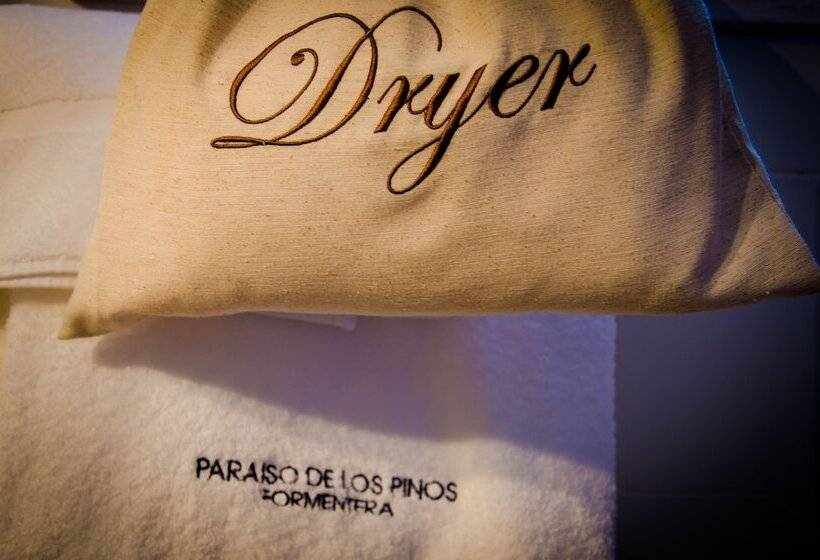 Dryer
PARAISO DE LOS PINOS
FORMENTERA